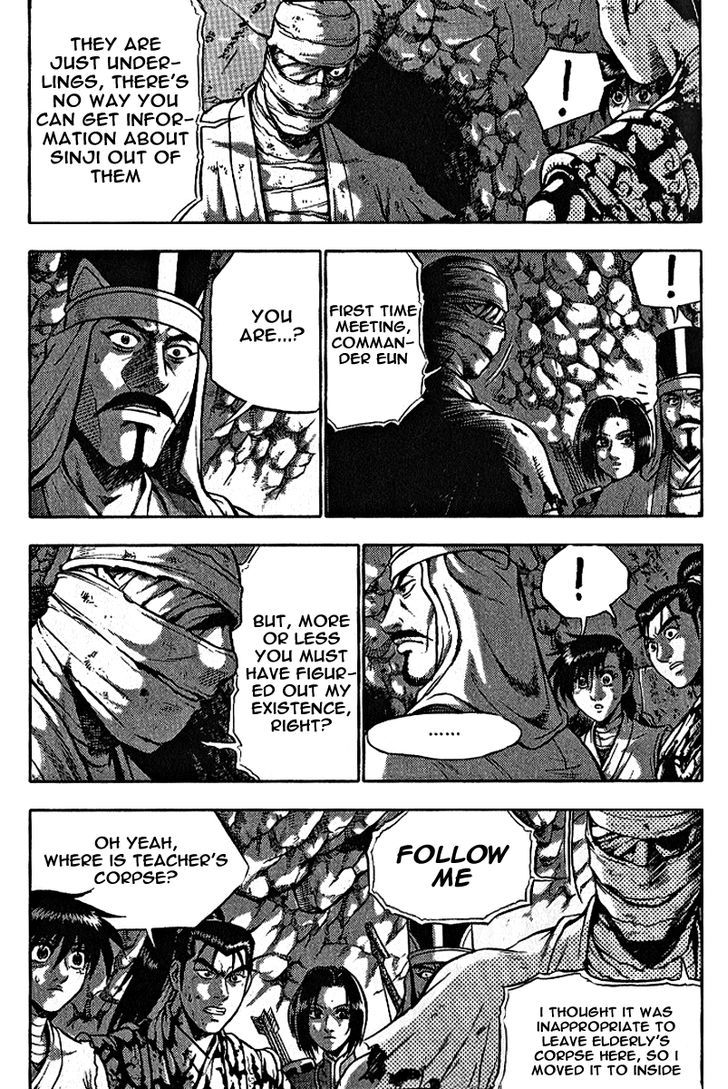 THEY ARE
JUST UNDER-
LINGS, THERE'S
NO WAY YOU
CAN GET INFOR-
MATION ABOUT
SINJI OUT OF
THEM
!
YOU
ARE...?
FIRST TIME
MEETING,
COMMAN-
DER EUN
!
BUT, MORE
OR LESS
YOU MUST
HAVE FIGUR-
ED OUT MY
EXISTENCE,
RIGHT?
!
......
OH YEAH,
WHERE IS TEACHER'S
CORPSE?
FOLLOW
ME
I THOUGHT IT WAS
INAPPROPRIATE TO
LEAVE ELDERLY'S
CORPSE HERE, SO I
MOVED IT TO INSIDE